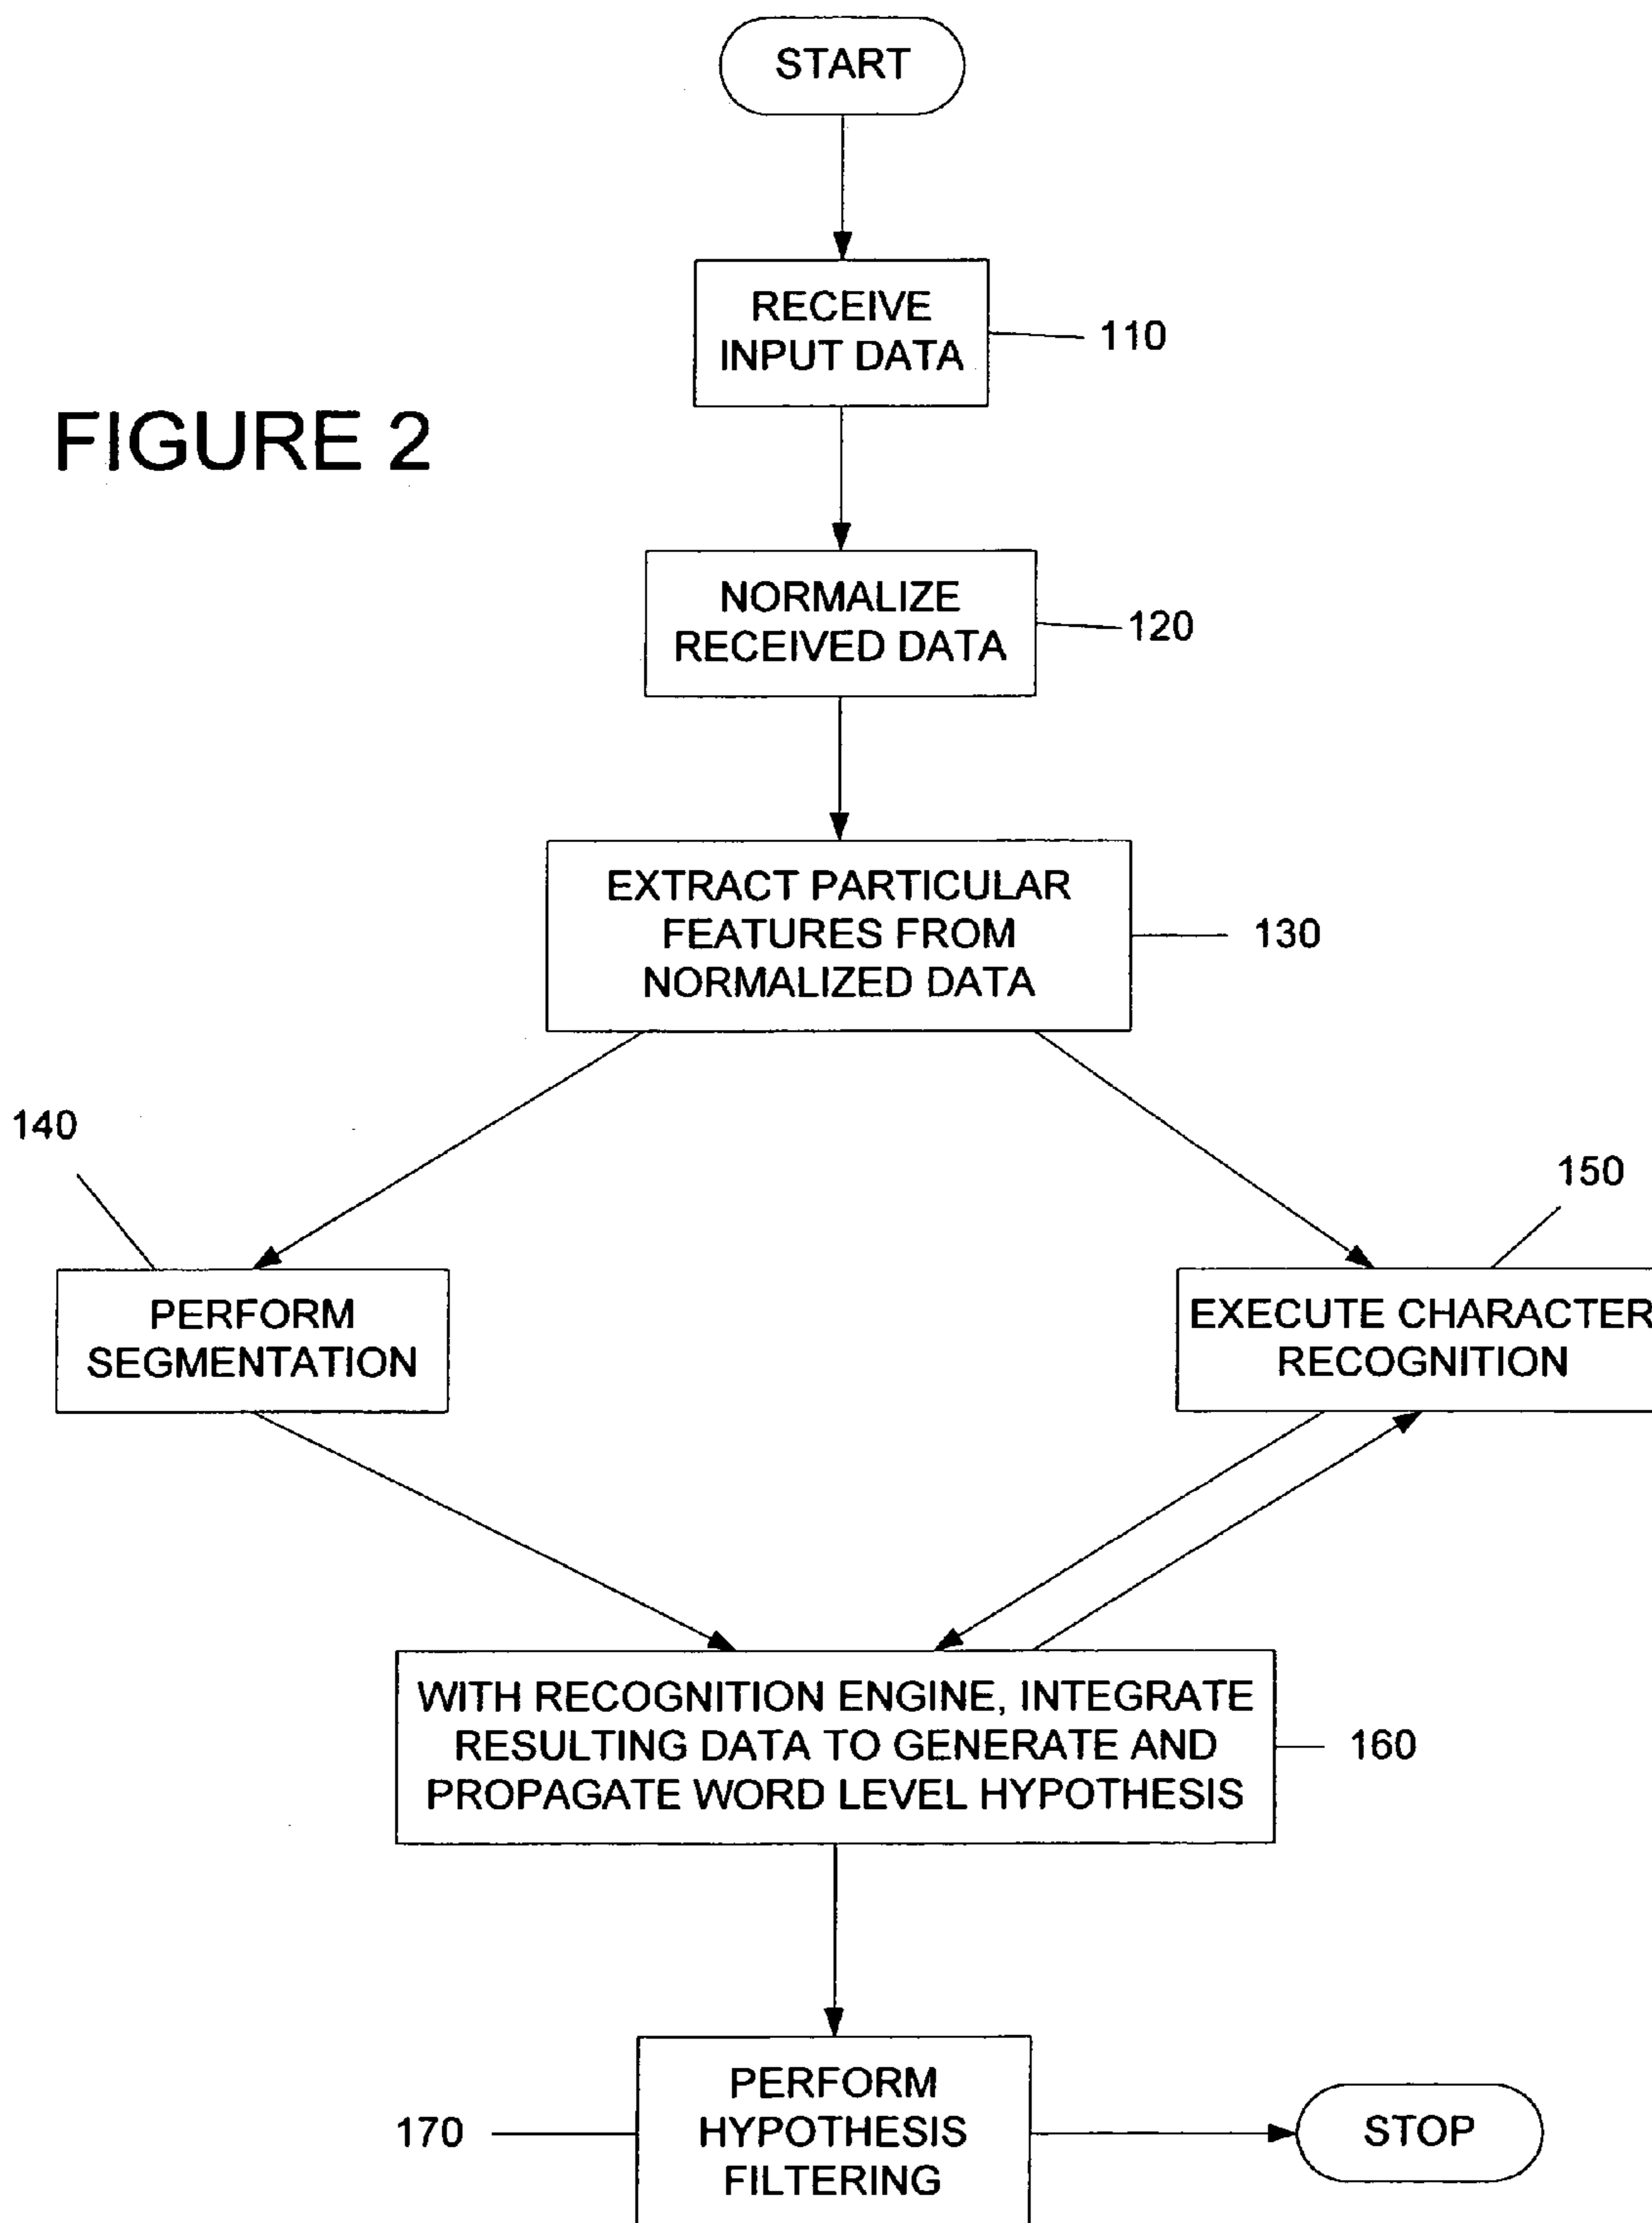 START
RECEIVE
INPUT DATA
110
FIGURE 2
NORMALIZE
RECEIVED DATA
120
EXTRACT PARTICULAR
FEATURES FROM
NORMALIZED DATA
130
140
150
PERFORM
SEGMENTATION
EXECUTE CHARACTER
RECOGNITION
WITH RECOGNITION ENGINE, INTEGRATE
RESULTING DATA TO GENERATE AND
PROPAGATE WORD LEVEL HYPOTHESIS
160
PERFORM
HYPOTHESIS
FILTERING
170
STOP